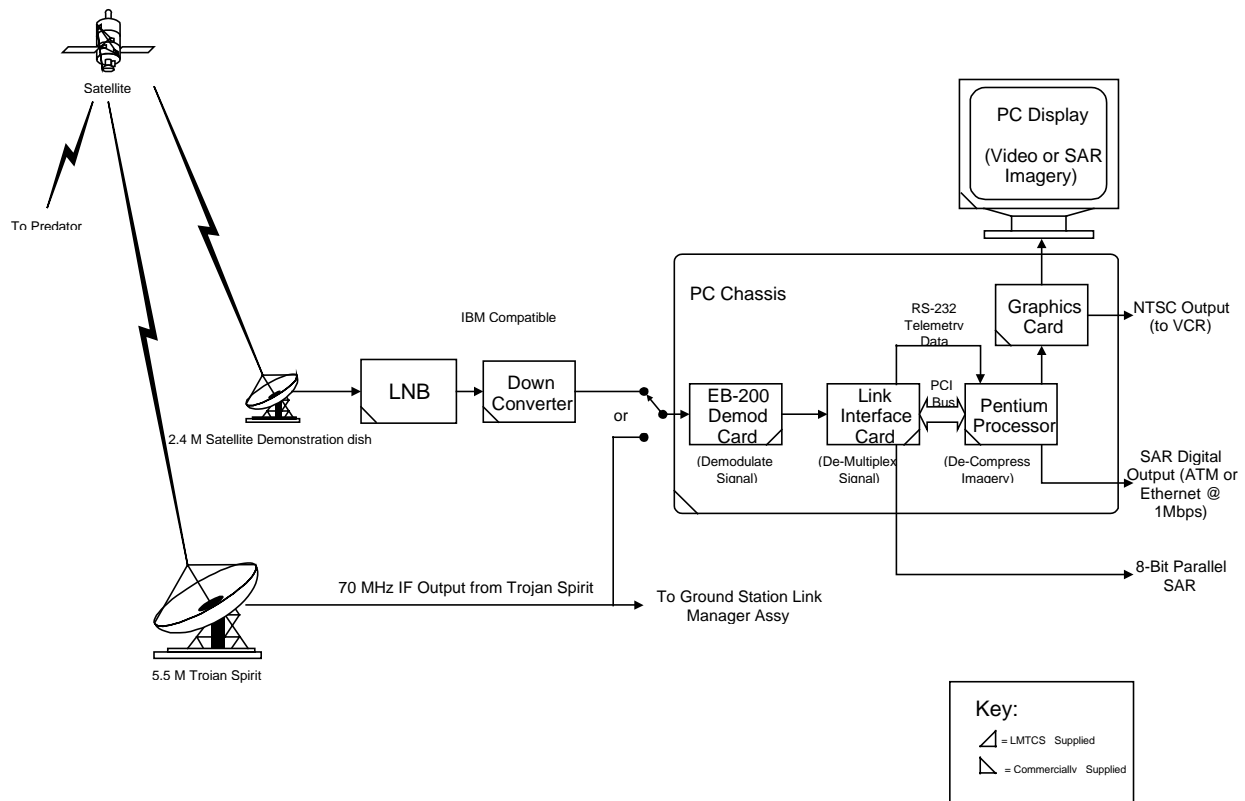 Satellite
To Predator
PC Display
(Video or SAR
Imagery)
PC Chassis
IBM Compatible
RS-232
Telemetry
Data
Graphics
Card
NTSC Output
(to VCR)
LNB
Down
Converter
or
EB-200
Demod
Card
Link
Interface
Card
PCI
Bus
Pentium
Processor
2.4 M Satellite Demonstration dish
(Demodulate
Signal)
(De-Multiplex
Signal)
(De-Compress
Imagery)
SAR Digital
Output (ATM or
Ethernet @
1Mbps)
8-Bit Parallel
SAR
70 MHz IF Output from Trojan Spirit
To Ground Station Link
Manager Assy
5.5 M Trojan Spirit
Key:
= LMTCS Supplied
= Commercially Supplied